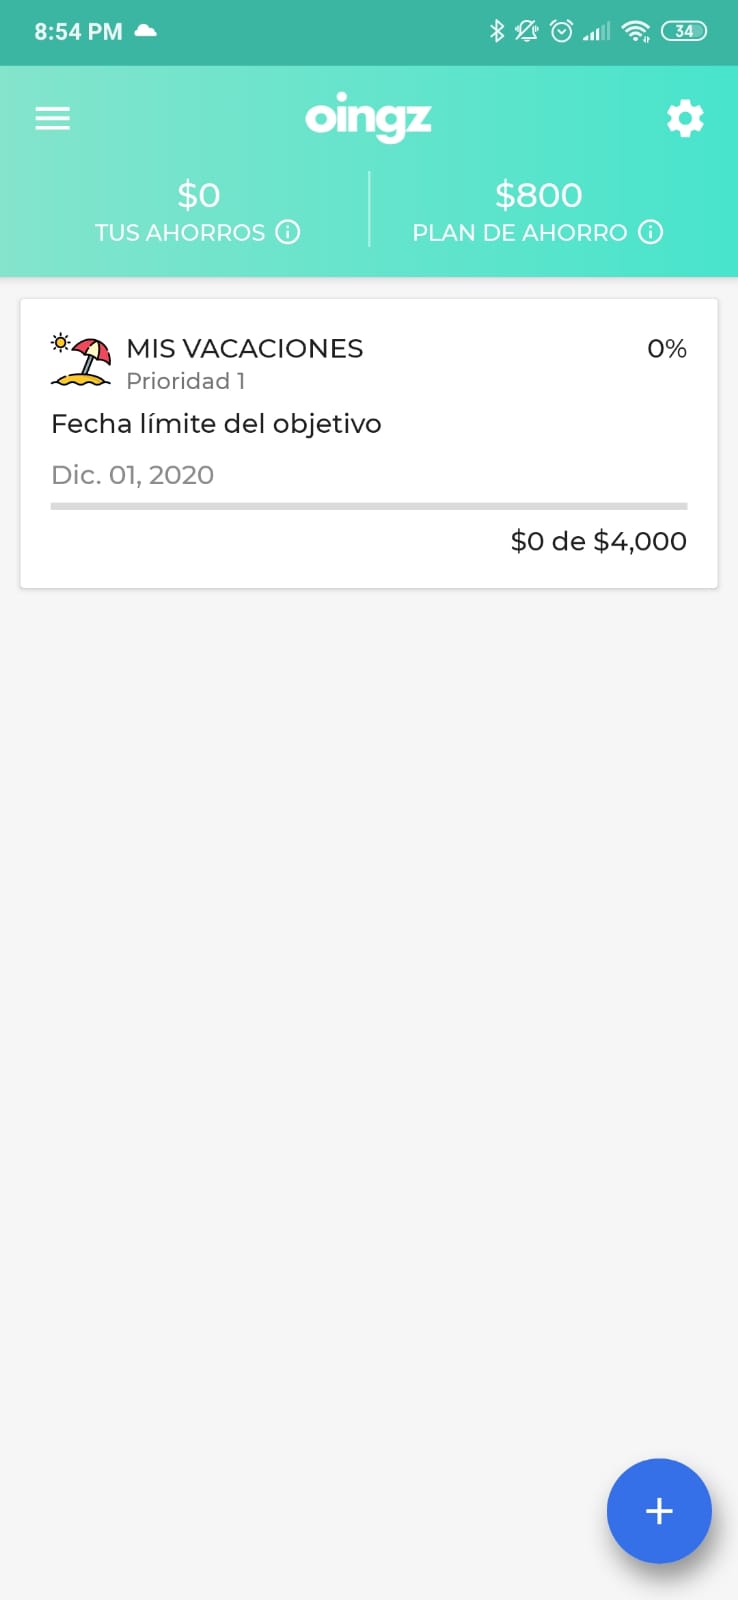 8:54 PM
34
oingz
$0
TUS AHORROS
$800
PLAN DE AHORRO
MIS VACACIONES
0%
Prioridad 1
Fecha límite del objetivo
Dic. 01, 2020
$0 de $4,000
+